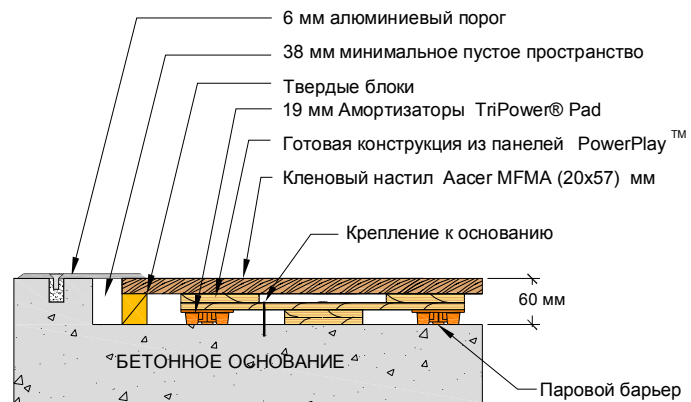 6 мм алюминиевый порог
38 мм минимальное пустое пространство
Твердые блоки
19 мм Амортизаторы TriPower® Pad
Готовая конструкция из панелей PowerPlay ™
Кленовый настил Aacer MFMA (20x57) мм
Крепление к основанию
60 мм
БЕТОННОЕ ОСНОВАНИЕ
Паровой барьер